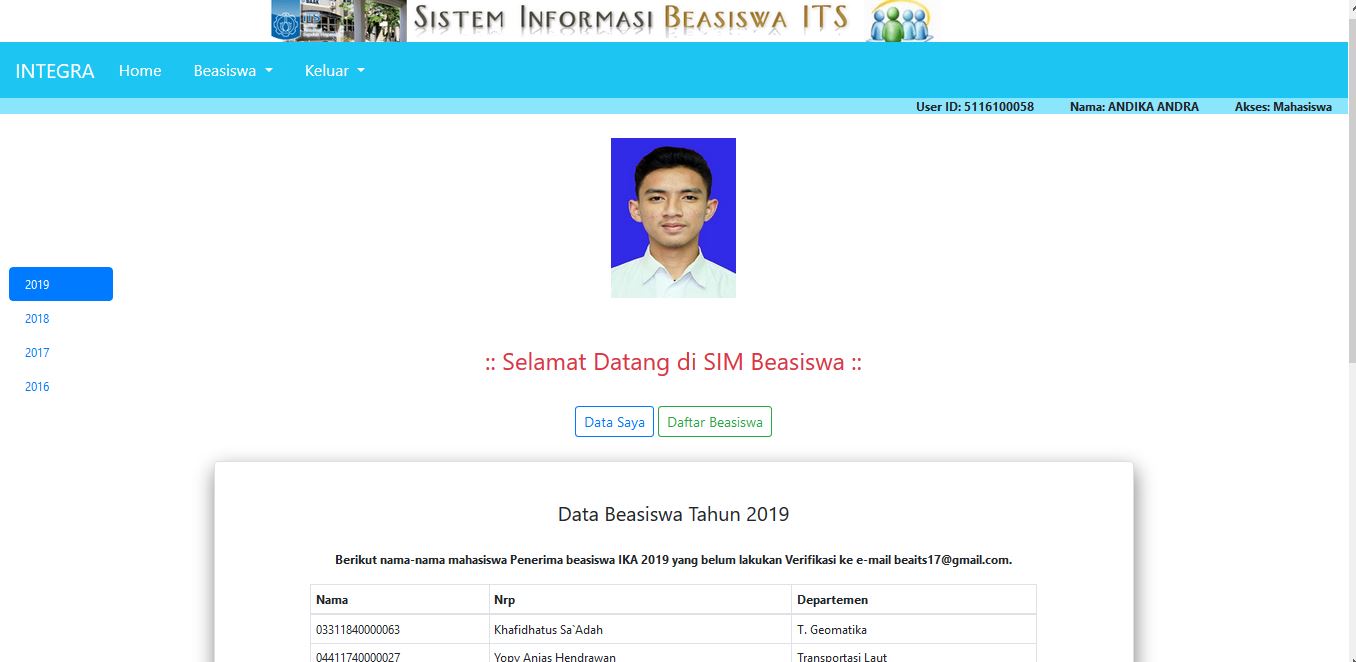 SISTEM INFORMASI BEASISWA ITS
INTEGRA Home Beasiswa Keluar
User ID: 5116100058 Nama: ANDIKA ANDRA Akses: Mahasiswa
2019
2018
2017
2016
:: Selamat Datang di SIM Beasiswa ::
Data Saya Daftar Beasiswa
Data Beasiswa Tahun 2019
Berikut nama-nama mahasiswa Penerima beasiswa IKA 2019 yang belum lakukan Verifikasi ke e-mail beaits17@gmail.com.
Nama Nrp Departemen
03311840000063 Khafidhatus Sa`Adah T. Geomatika
04411740000027 Yopy Anjas Hendrawan Transportasi Laut